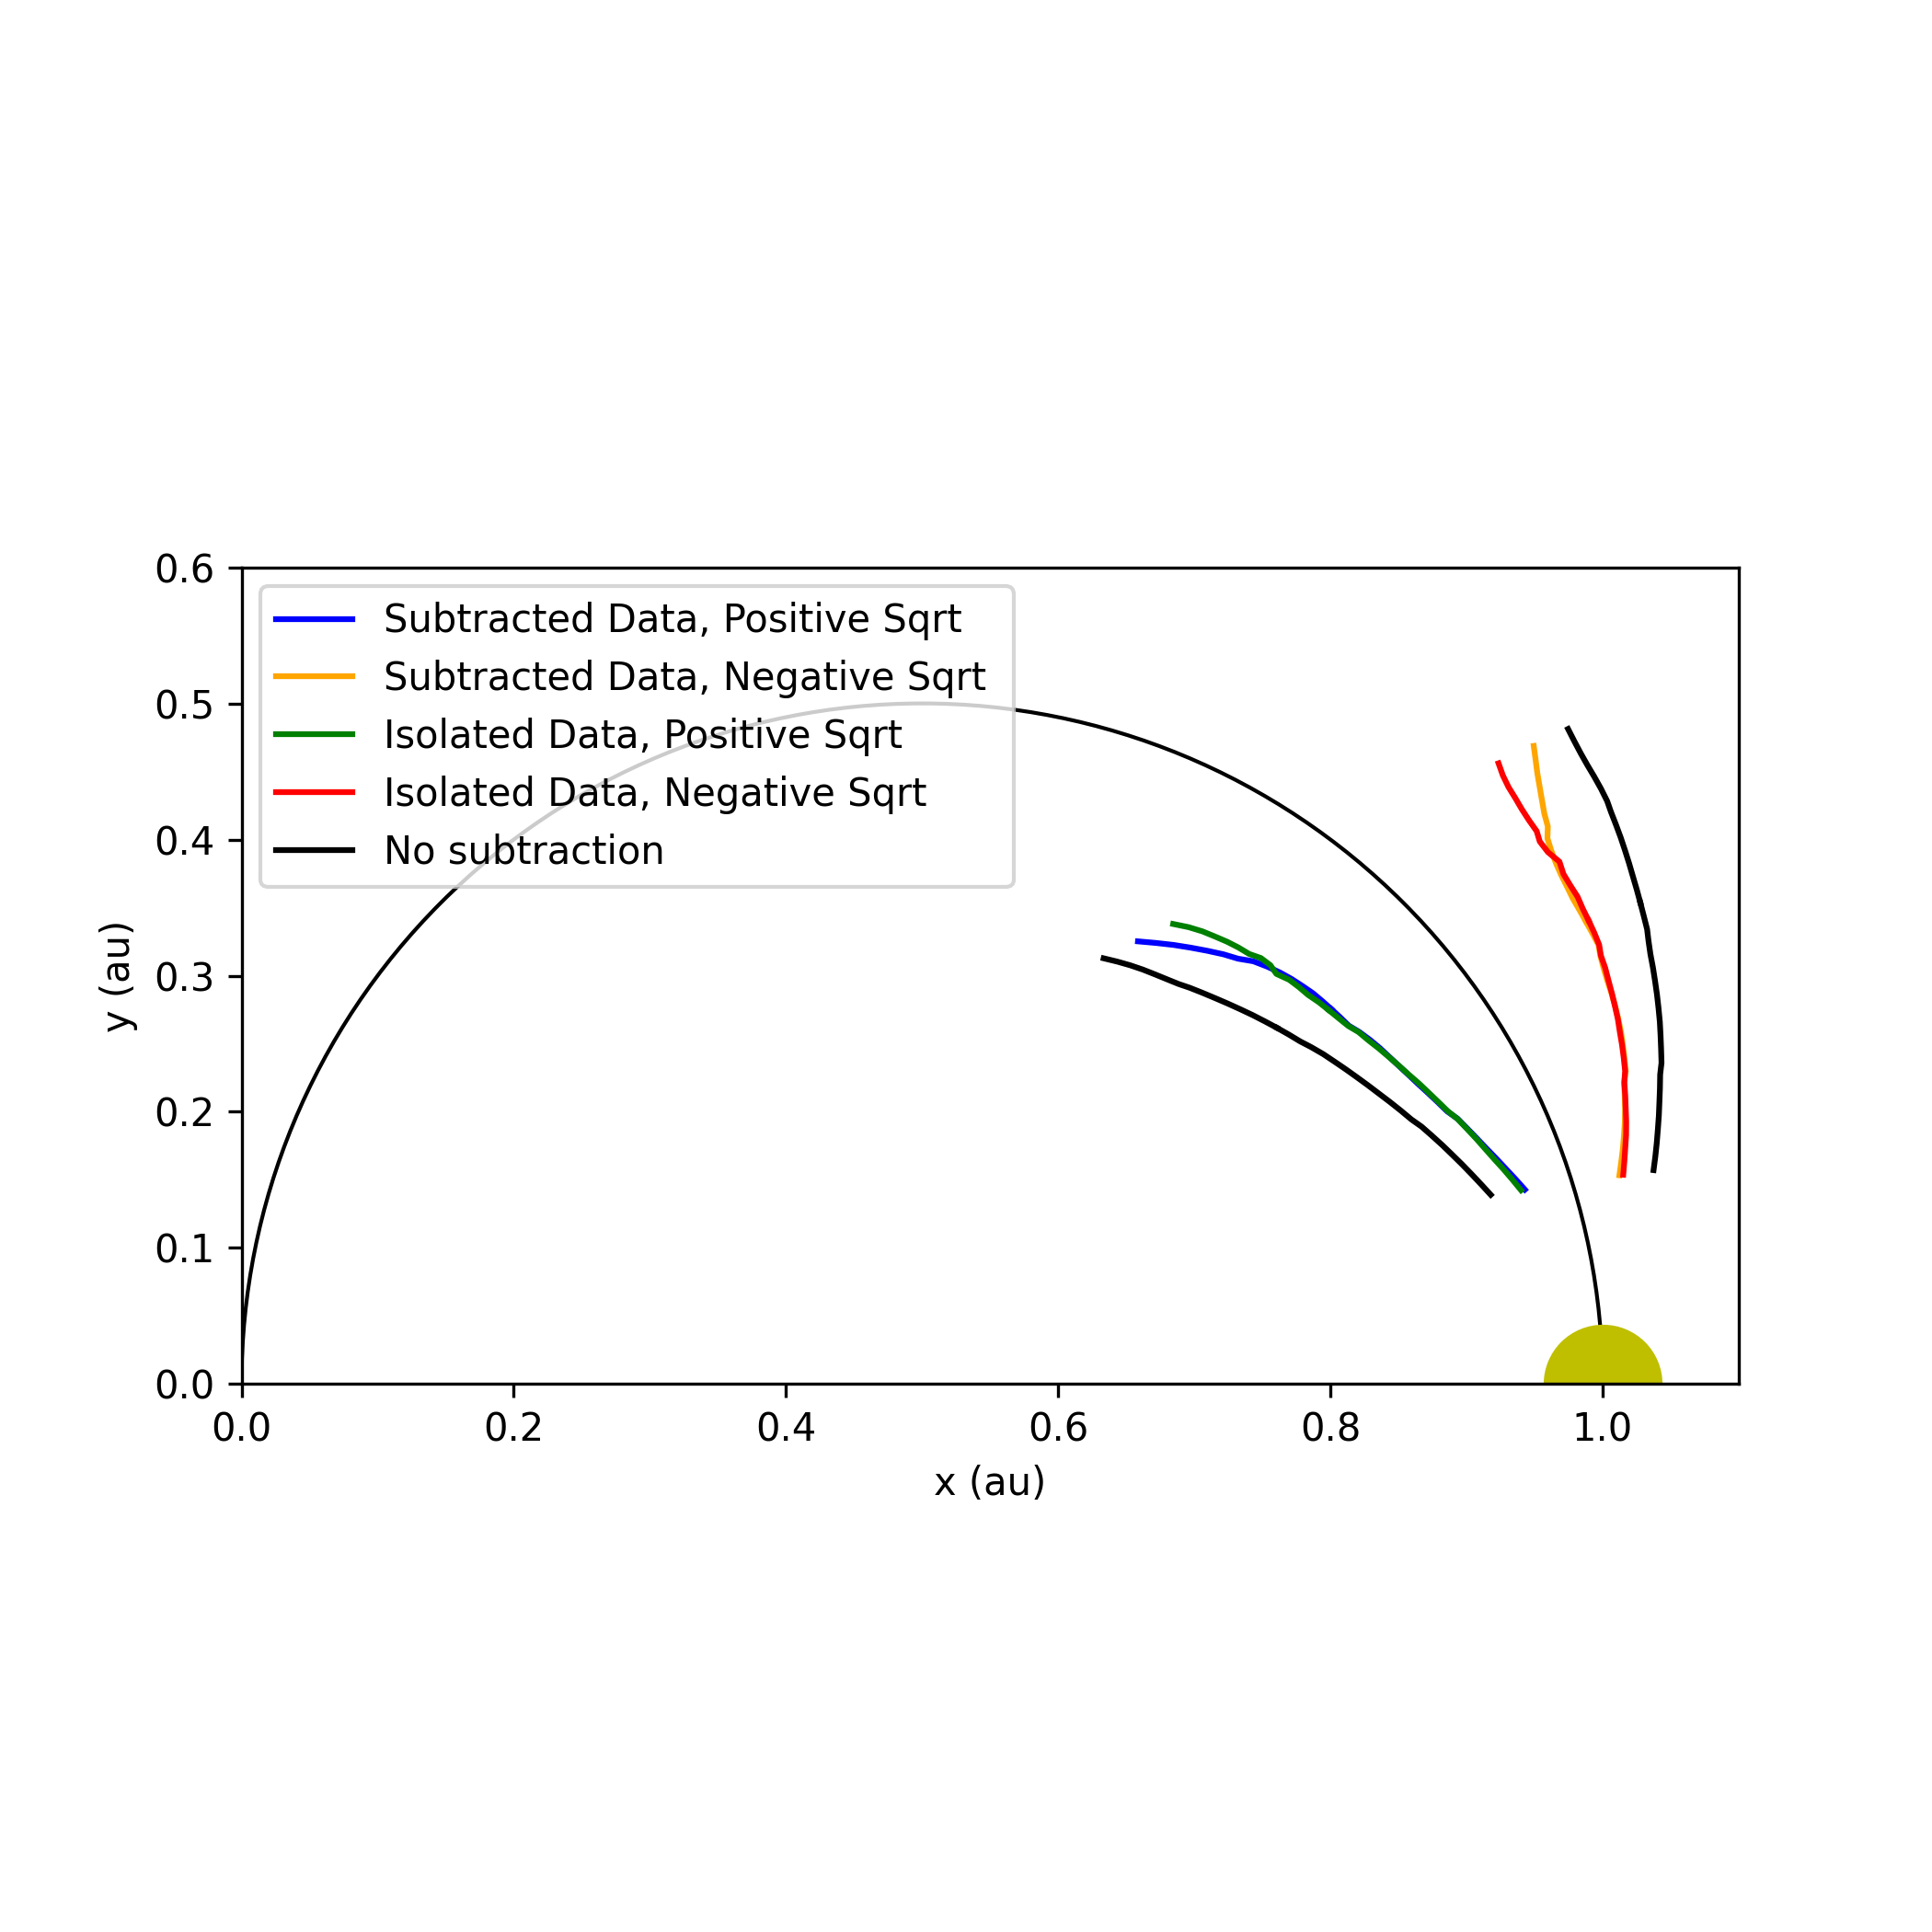 0.6
0.5
0.4
0.3
0.2
0.1
0.0
y (au)
Subtracted Data, Positive Sqrt
Subtracted Data, Negative Sqrt
Isolated Data, Positive Sqrt
Isolated Data, Negative Sqrt
No subtraction
0.0 0.2 0.4 0.6 0.8 1.0
x (au)